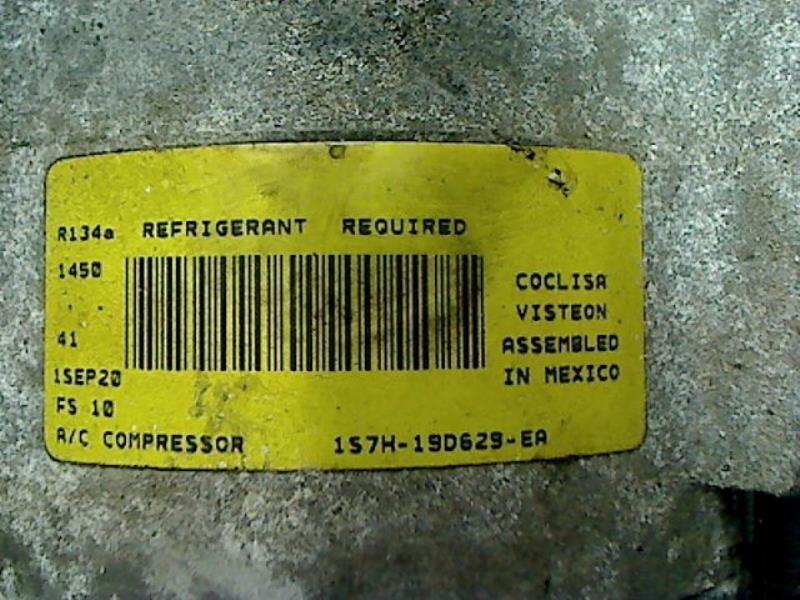 R134a REFRIGERANT REQUIRED
1450
41
1SEP20
FS 10
COCLISA
VISTEON
ASSEMBLED
IN MEXICO
A/C COMPRESSOR 1S7H-19D629-EA